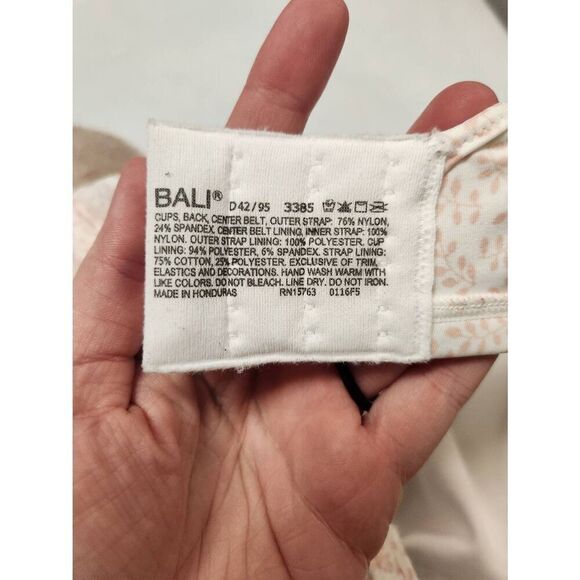 BALI® D42/95 3385
CUPS, BACK, CENTER BELT, OUTER STRAP: 76% NYLON,
24% SPANDEX. CENTER BELT LINING, INNER STRAP: 100%
NYLON. OUTER STRAP LINING: 100% POLYESTER. CUP
LINING: 94% POLYESTER, 6% SPANDEX. STRAP LINING:
75% COTTON, 25% POLYESTER. EXCLUSIVE OF TRIM,
ELASTICS AND DECORATIONS. HAND WASH WARM WITH
LIKE COLORS. DO NOT BLEACH. LINE DRY. DO NOT IRON.
MADE IN HONDURAS RN15763 0116F5